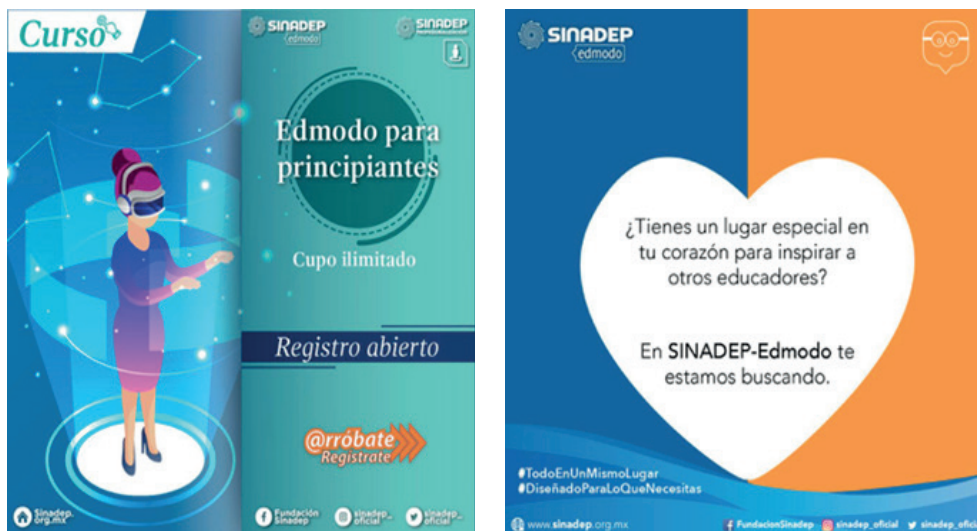 Curso
SINADEP
edmodo
SINADEP
Edmodo para
principiantes
Cupo ilimitado
Registro abierto
@rróbate
Regístrate
Sinadep.
org.mx
Fundación
Sinadep
sinadep_
oficial
sinadep_
oficial
SINADEP
edmodo
¿Tienes un lugar especial en
tu corazón para inspirar a
otros educadores?
En SINADEP-Edmodo te
estamos buscando.
#TodoEnUnMismoLugar
#DiseñadoParaLoQueNecesitas
www.sinadep.org.mx
FundacionSinadep
sinadep_oficial
sinadep_ofic